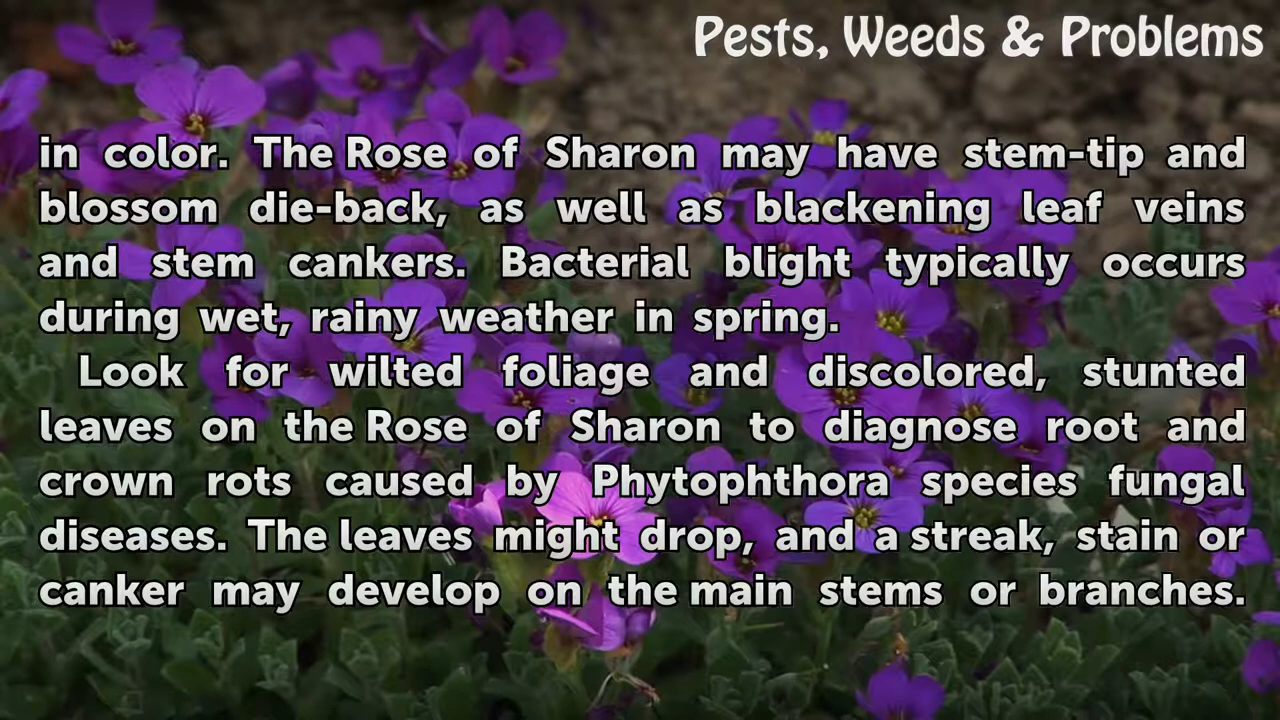 Pests, Weeds & Problems
in color. The Rose of Sharon may have stem-tip and
blossom die-back, as well as blackening leaf veins
and stem cankers. Bacterial blight typically occurs
during wet, rainy weather in spring.
Look for wilted foliage and discolored, stunted
leaves on the Rose of Sharon to diagnose root and
crown rots caused by Phytophthora species fungal
diseases. The leaves might drop, and a streak, stain or
canker may develop on the main stems or branches.